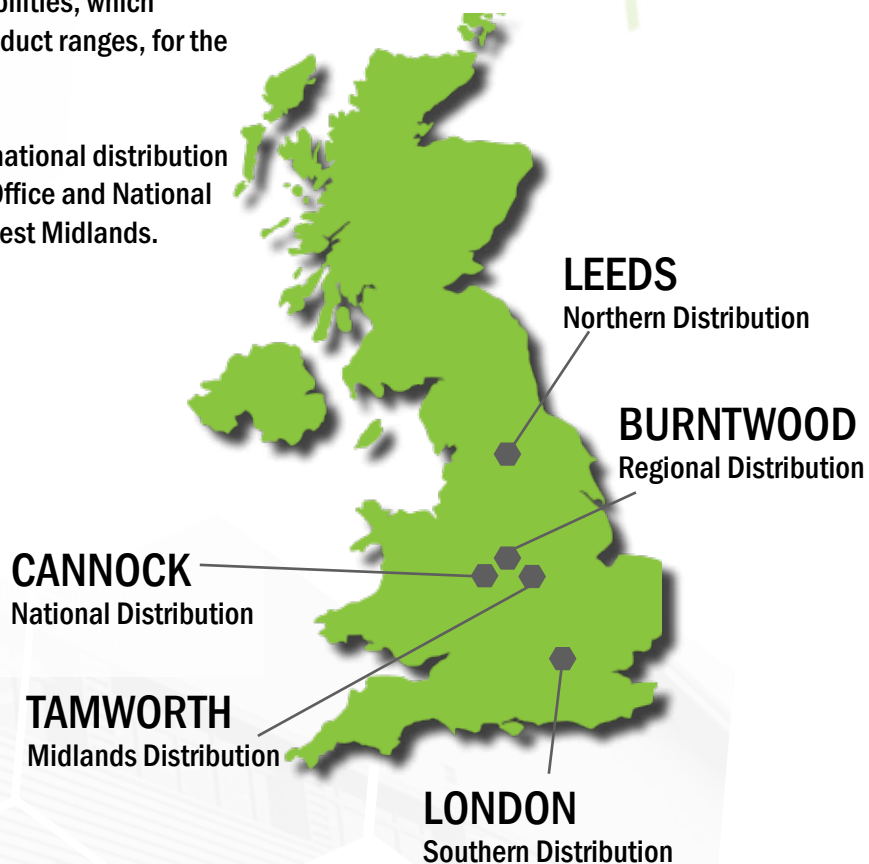 which
duct ranges, for the
national distribution
Office and National
est Midlands.
LEEDS
Northern Distribution
BURNTWOOD
Regional Distribution
CANNOCK
National Distribution
TAMWORTH
Midlands Distribution
LONDON
Southern Distribution